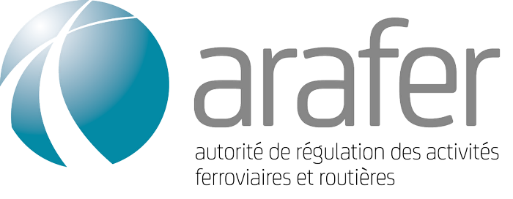 arafer
autorité de régulation des activités
ferroviaires et routières